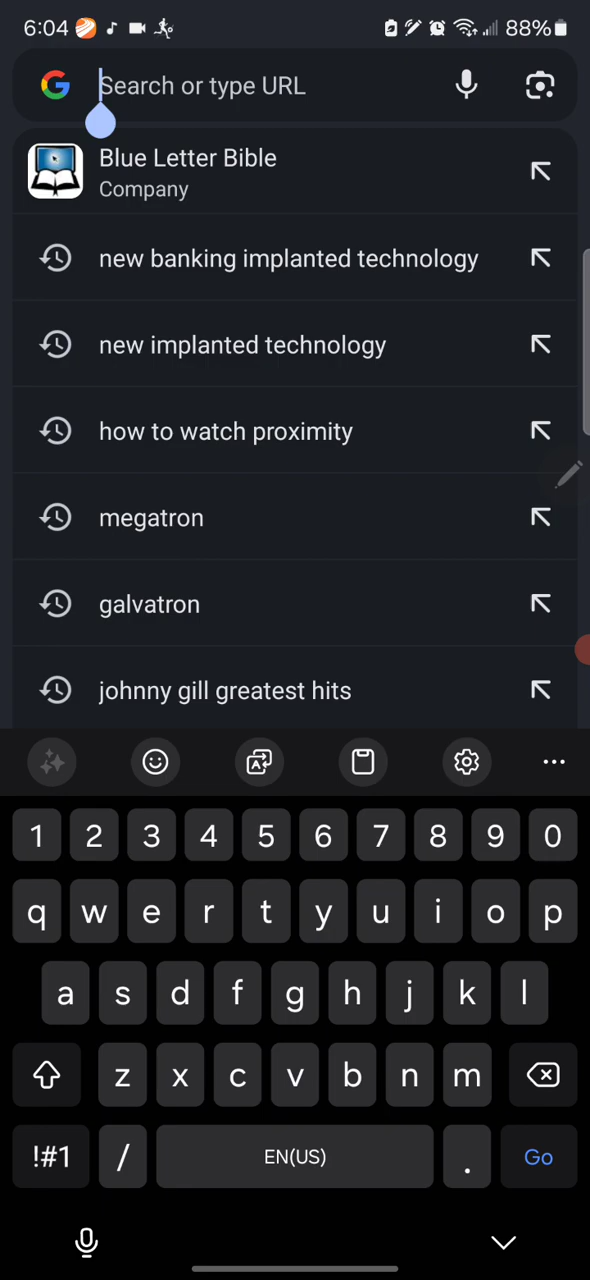 6:04
88%
Search or type URL
Blue Letter Bible
Company
new banking implanted technology
new implanted technology
how to watch proximity
megatron
galvatron
johnny gill greatest hits
1 2 3 4 5 6 7 8 9 0
q w e r t y u i o p
a s d f g h j k l
z x c v b n m
!#1 / EN(US) . Go